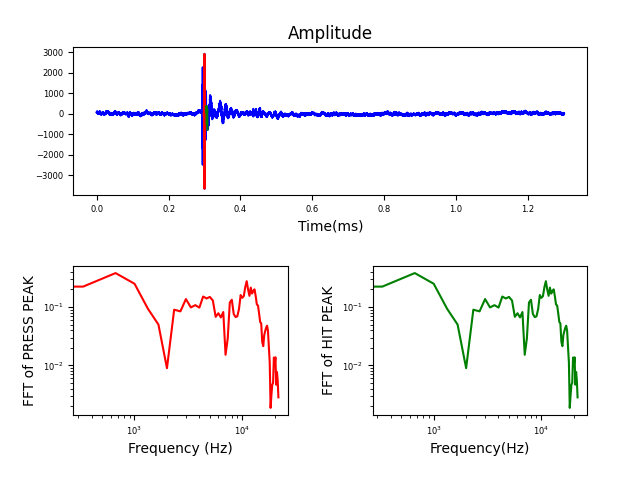 Amplitude
3000
2000
1000
0
−1000
−2000
−3000
0.0 0.2 0.4 0.6 0.8 1.0 1.2
Time(ms)
FFT of PRESS PEAK
10⁻¹
10⁻²
10³ 10⁴
Frequency (Hz)
FFT of HIT PEAK
10⁻¹
10⁻²
10³ 10⁴
Frequency(Hz)